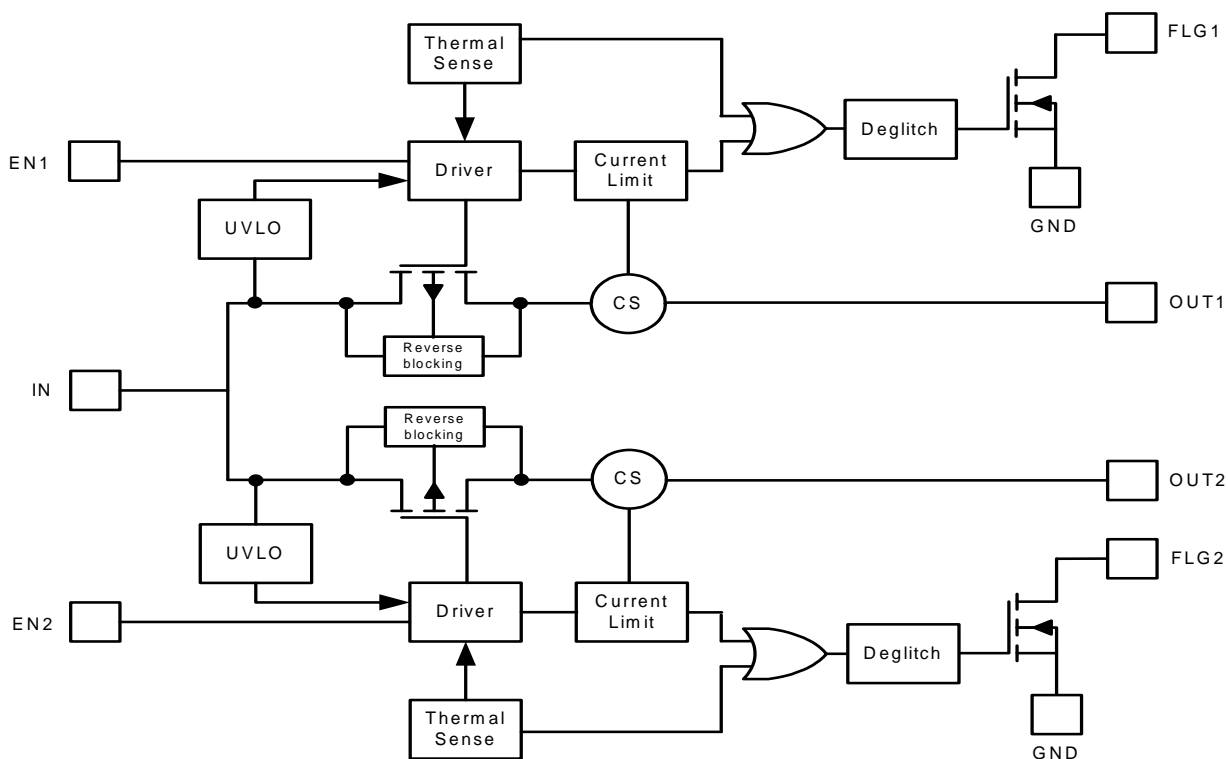 Thermal
Sense
FLG1
EN1
Driver
Current
Limit
Deglitch
UVLO
GND
CS
OUT1
Reverse
blocking
IN
Reverse
blocking
CS
OUT2
UVLO
FLG2
EN2
Driver
Current
Limit
Deglitch
Thermal
Sense
GND